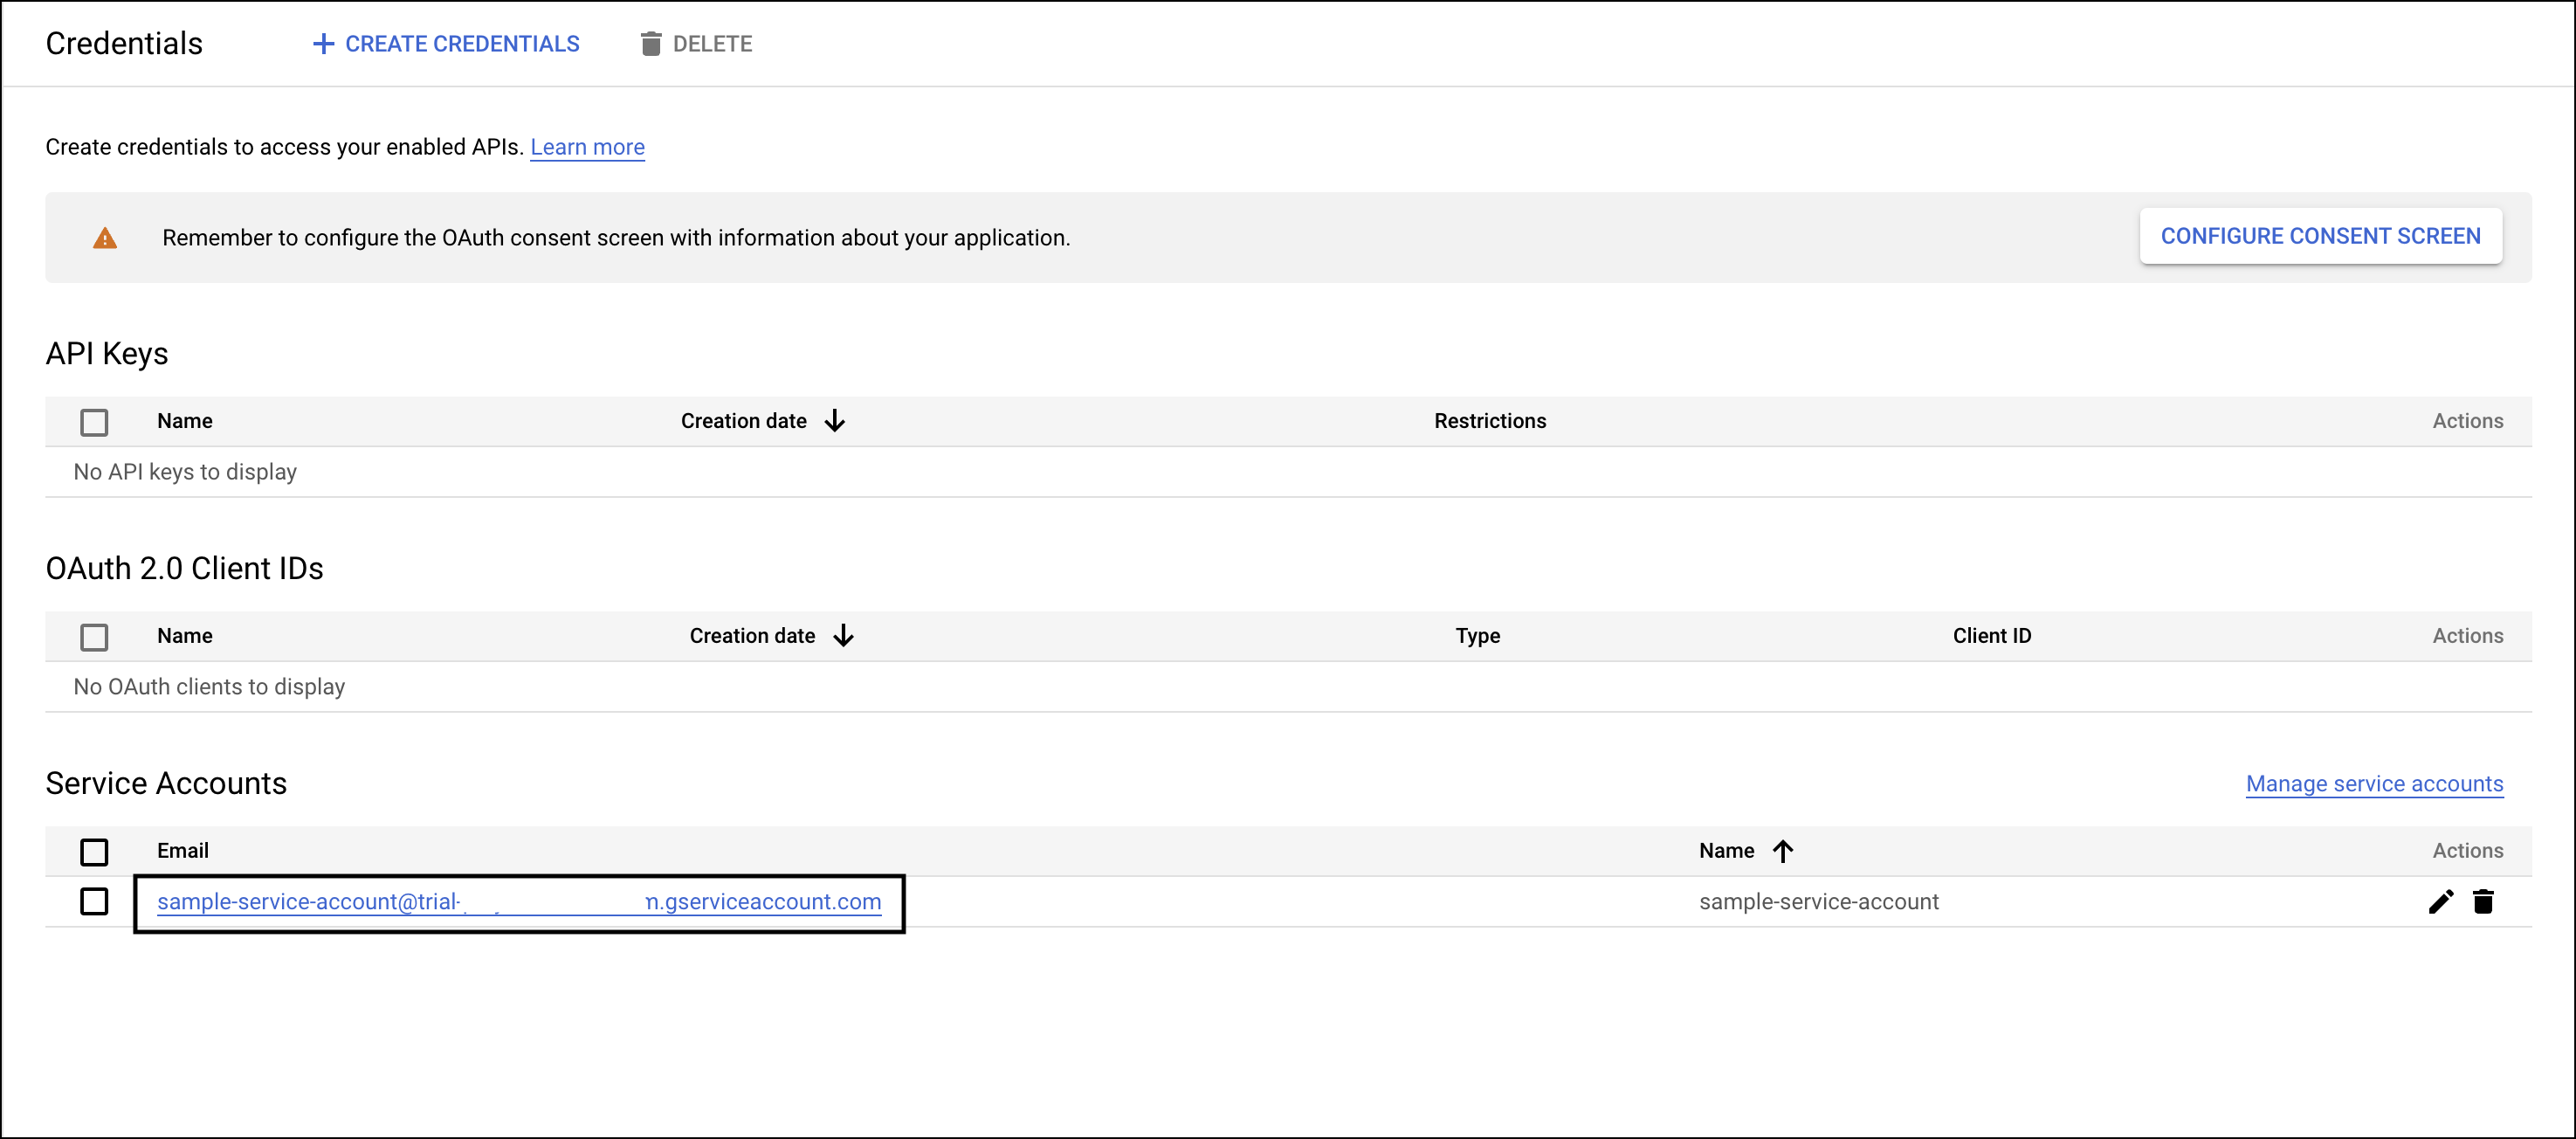 Credentials
CREATE CREDENTIALS
DELETE
Create credentials to access your enabled APIs. Learn more
Remember to configure the OAuth consent screen with information about your application.
CONFIGURE CONSENT SCREEN
API Keys
Name Creation date Restrictions Actions
No API keys to display
OAuth 2.0 Client IDs
Name Creation date Type Client ID Actions
No OAuth clients to display
Service Accounts
Manage service accounts
Email Name Actions
sample-service-account@trial- n.gserviceaccount.com sample-service-account